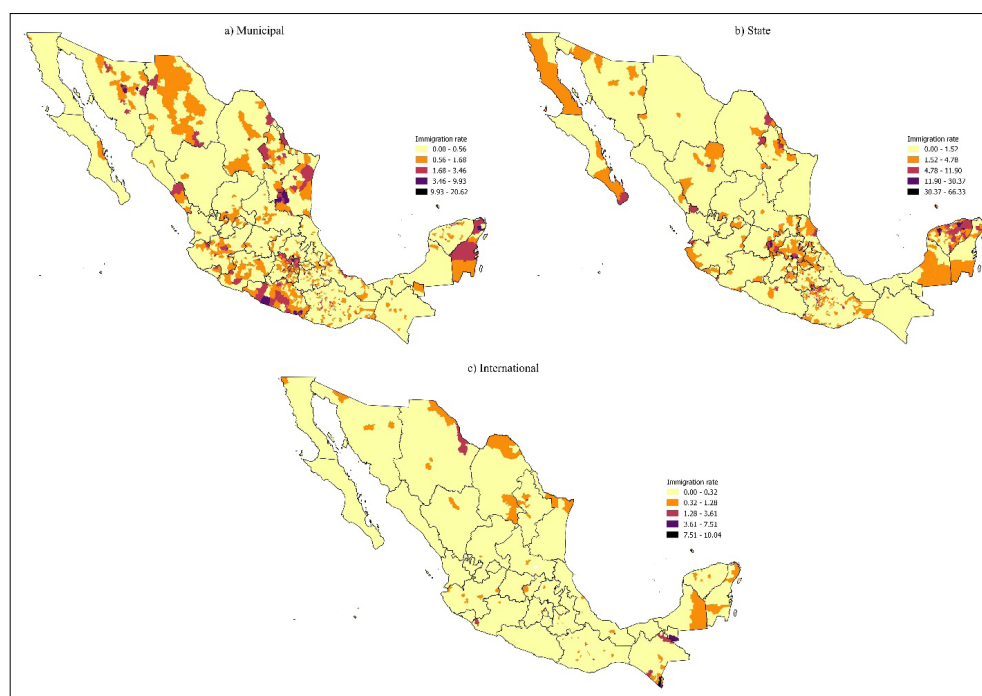 a) Municipal
Immigration rate
0.00 - 0.56
0.56 - 1.68
1.68 - 3.46
3.46 - 9.93
9.93 - 20.62
b) State
Immigration rate
0.00 - 1.52
1.52 - 4.78
4.78 - 11.90
11.90 - 30.37
30.37 - 66.33
c) International
Immigration rate
0.00 - 0.32
0.32 - 1.28
1.28 - 3.61
3.61 - 7.51
7.51 - 10.04